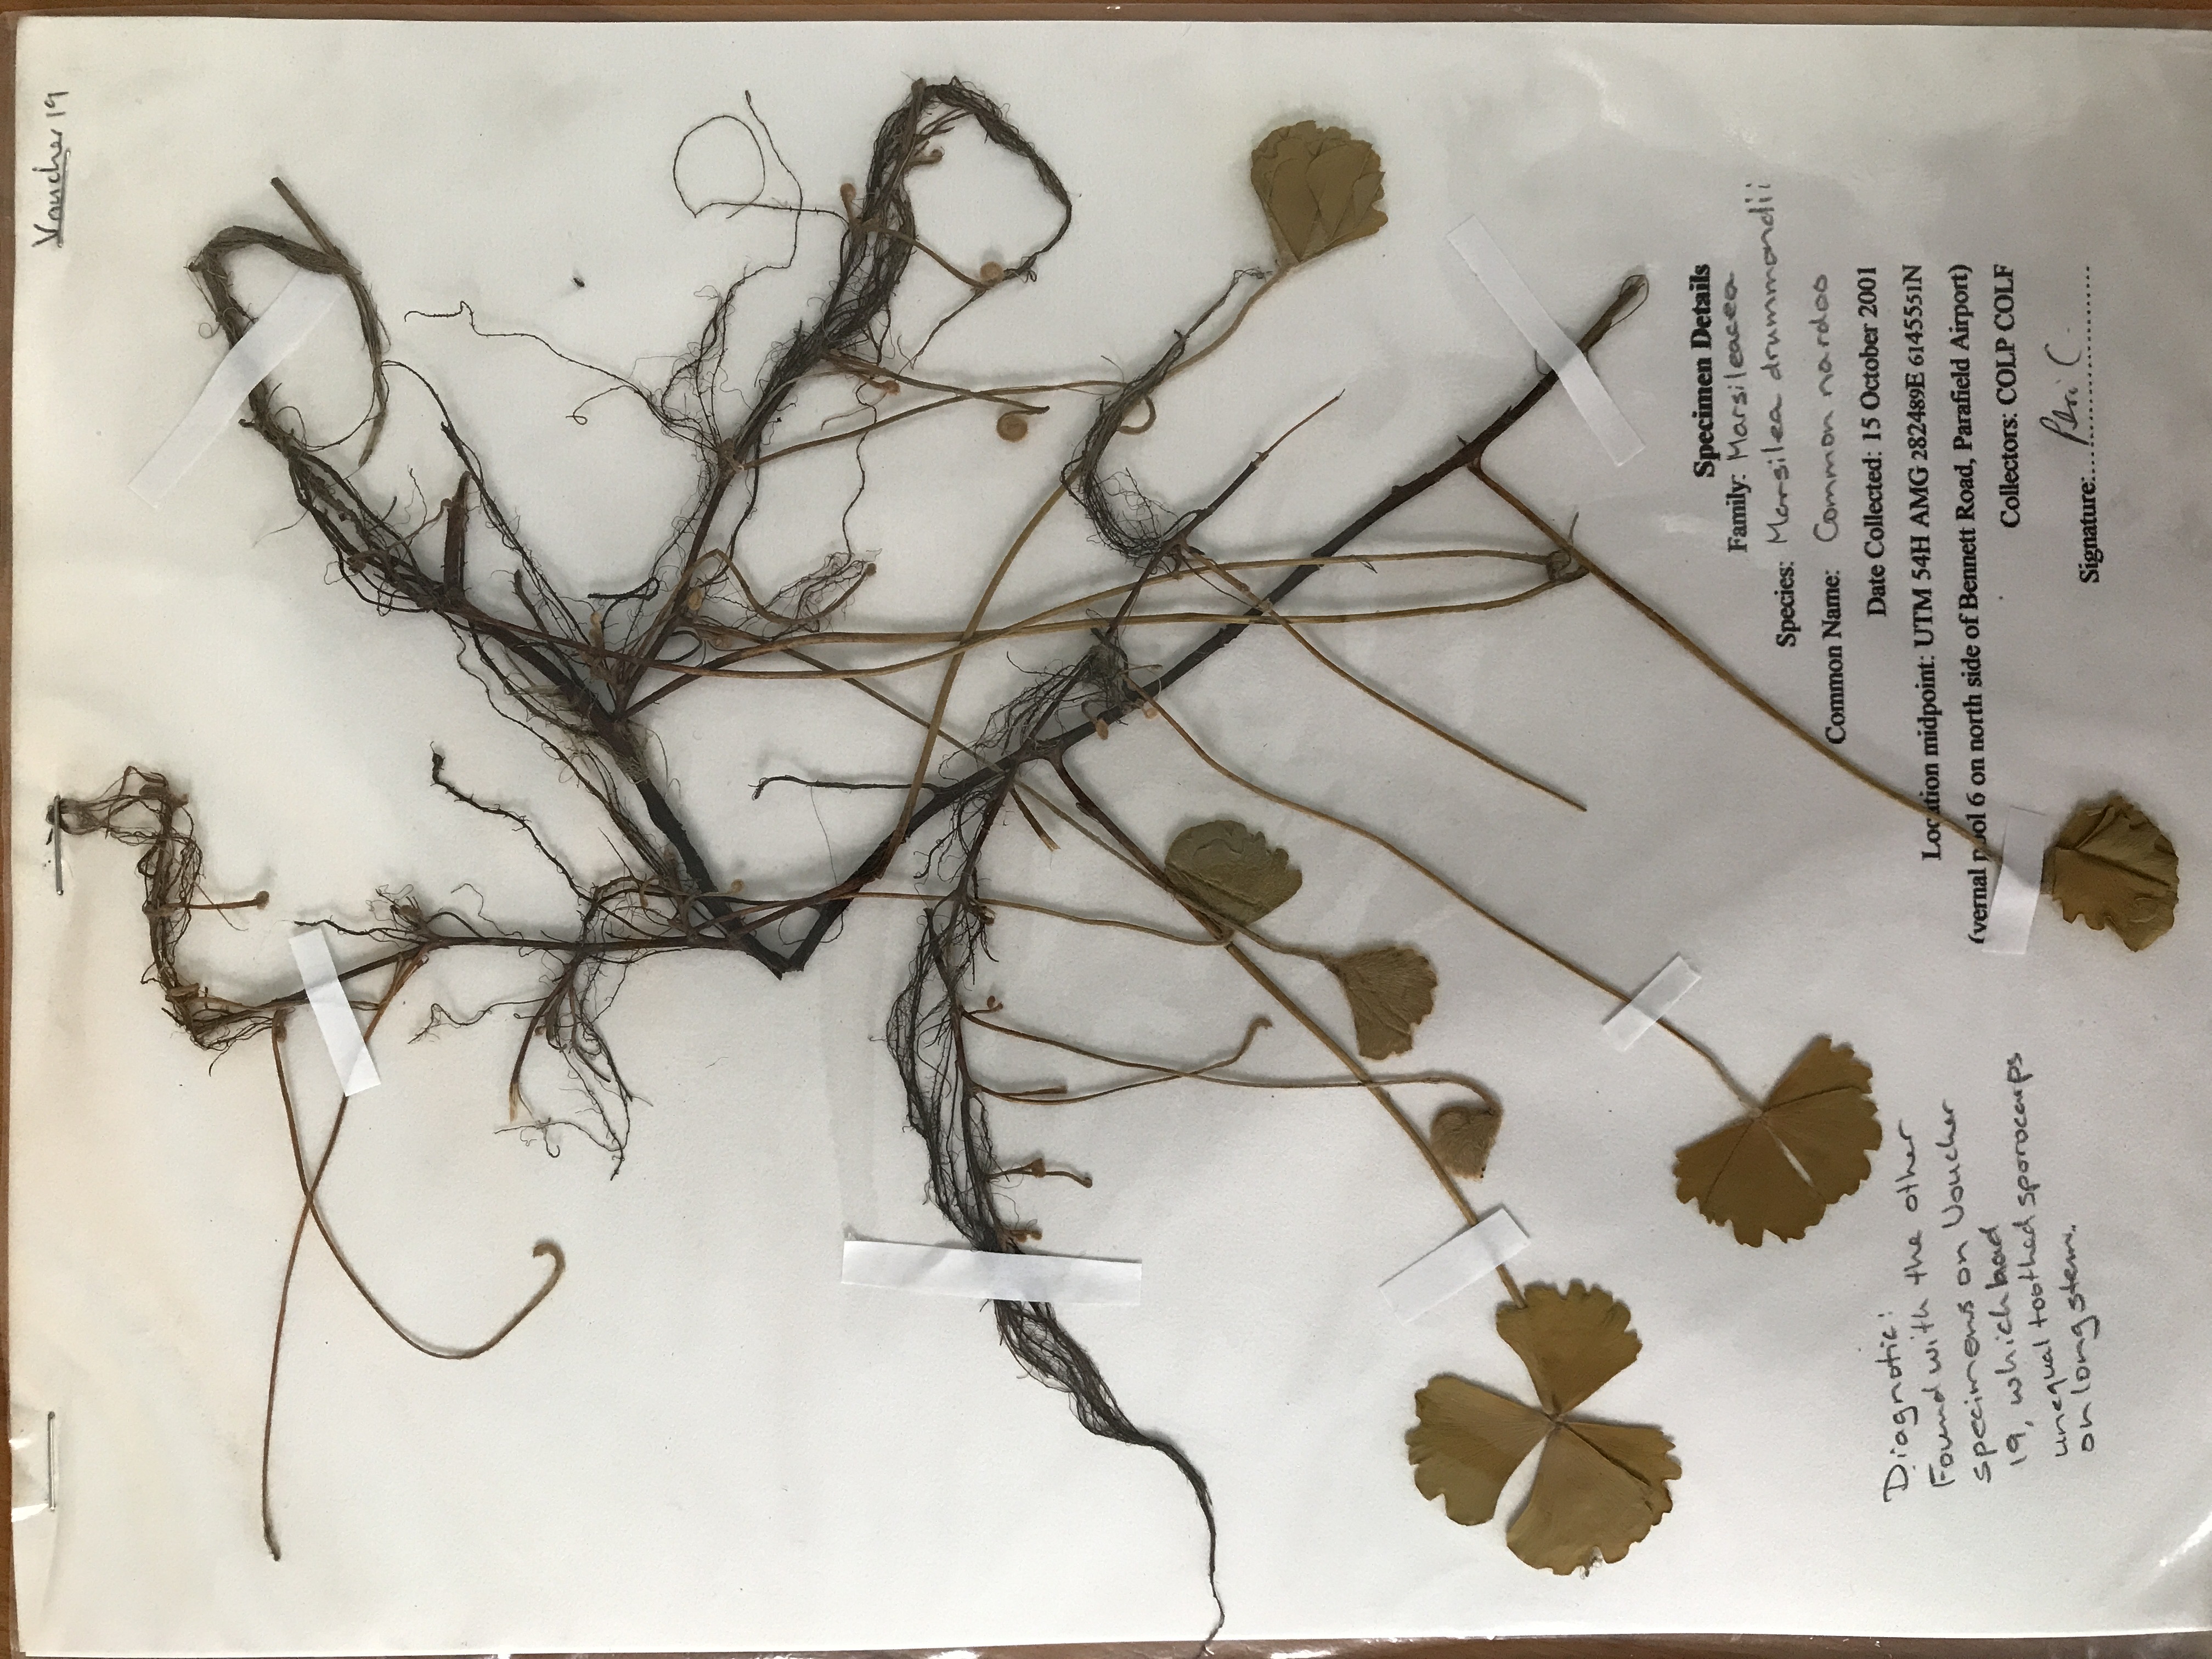 Voucher 19
Specimen Details
Family: Marsileacea
Species: Marsilea drummondii
Common Name: Common nardoo
Date Collected: 15 October 2001
Location midpoint: UTM 54H AMG 282489E 6145551N
(vernal pool 6 on north side of Bennett Road, Parafield Airport)
Collectors: COLP COLF
Signature:
Diagnotic:
Found with the other
specimens on Voucher
19, which had
unequal toothed sporocarps
on long stem.